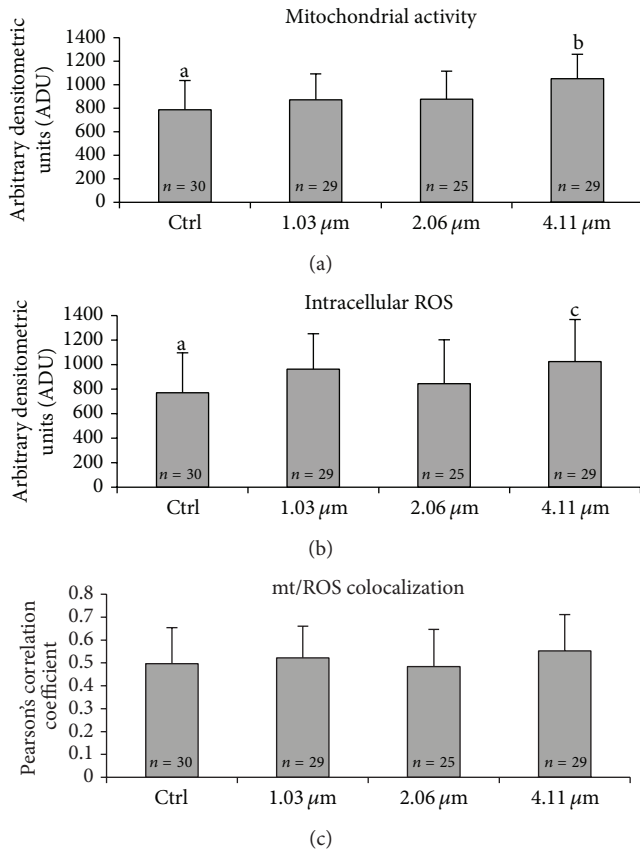 Mitochondrial activity
Arbitrary densitometric
units (ADU)
1400
1200
1000
800
600
400
200
0
a
b
n = 30
n = 29
n = 25
n = 29
Ctrl
1.03 μm
2.06 μm
4.11 μm
(a)
Intracellular ROS
Arbitrary densitometric
units (ADU)
1400
1200
1000
800
600
400
200
0
a
c
n = 30
n = 29
n = 25
n = 29
Ctrl
1.03 μm
2.06 μm
4.11 μm
(b)
mt/ROS colocalization
Pearson's correlation
coefficient
0.8
0.7
0.6
0.5
0.4
0.3
0.2
0.1
0
n = 30
n = 29
n = 25
n = 29
Ctrl
1.03 μm
2.06 μm
4.11 μm
(c)